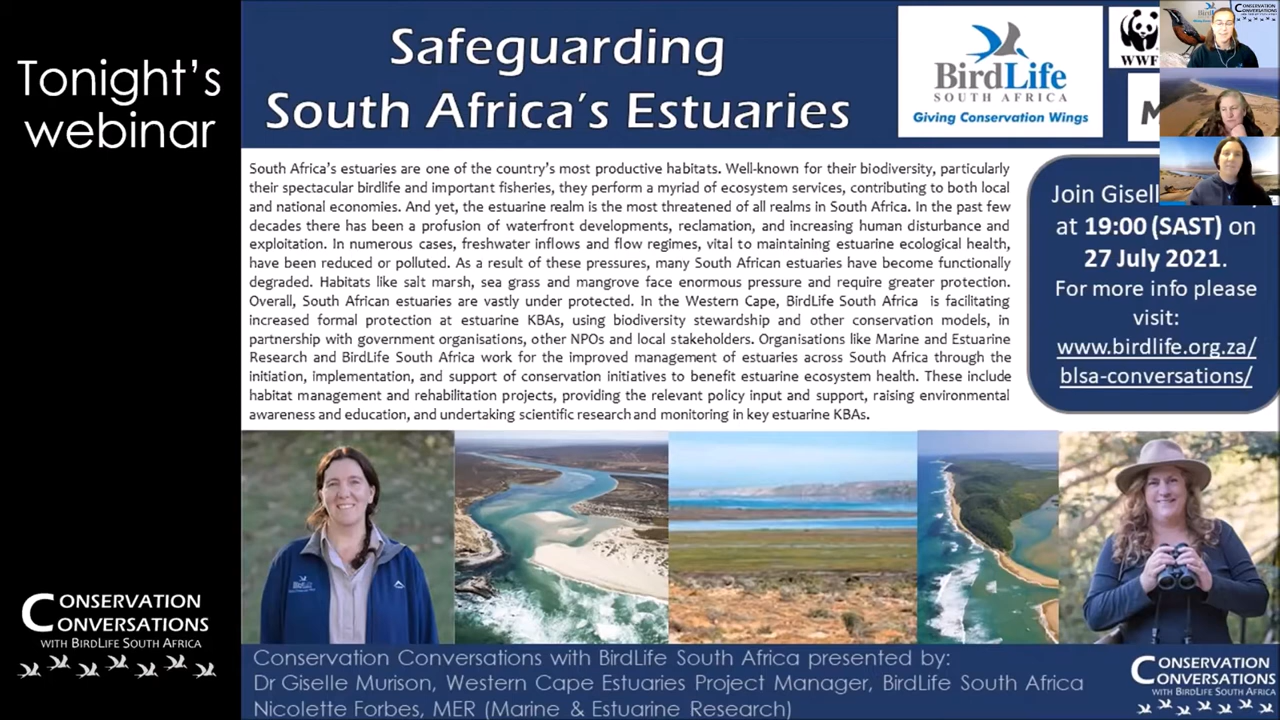 Tonight's
webinar
Safeguarding
South Africa's Estuaries
BirdLife
SOUTH AFRICA
Giving Conservation Wings
WWF
M
CONSERVATION
CONVERSATIONS
South Africa's estuaries are one of the country's most productive habitats. Well-known for their biodiversity, particularly
their spectacular birdlife and important fisheries, they perform a myriad of ecosystem services, contributing to both local
and national economies. And yet, the estuarine realm is the most threatened of all realms in South Africa. In the past few
decades there has been a profusion of waterfront developments, reclamation, and increasing human disturbance and
exploitation. In numerous cases, freshwater inflows and flow regimes, vital to maintaining estuarine ecological health,
have been reduced or polluted. As a result of these pressures, many South African estuaries have become functionally
degraded. Habitats like salt marsh, sea grass and mangrove face enormous pressure and require greater protection.
Overall, South African estuaries are vastly under protected. In the Western Cape, BirdLife South Africa is facilitating
increased formal protection at estuarine KBAs, using biodiversity stewardship and other conservation models, in
partnership with government organisations, other NPOs and local stakeholders. Organisations like Marine and Estuarine
Research and BirdLife South Africa work for the improved management of estuaries across South Africa through the
initiation, implementation, and support of conservation initiatives to benefit estuarine ecosystem health. These include
habitat management and rehabilitation projects, providing the relevant policy input and support, raising environmental
awareness and education, and undertaking scientific research and monitoring in key estuarine KBAs.
Join Gisell
at 19:00 (SAST) on
27 July 2021.
For more info please
visit:
www.birdlife.org.za/
blsa-conversations/
CONSERVATION
CONVERSATIONS
WITH BIRDLIFE SOUTH AFRICA
Conservation Conversations with BirdLife South Africa presented by:
Dr Giselle Murison, Western Cape Estuaries Project Manager, BirdLife South Africa
Nicolette Forbes, MER (Marine & Estuarine Research)
CONSERVATION
CONVERSATIONS
WITH BIRDLIFE SOUTH AFRICA